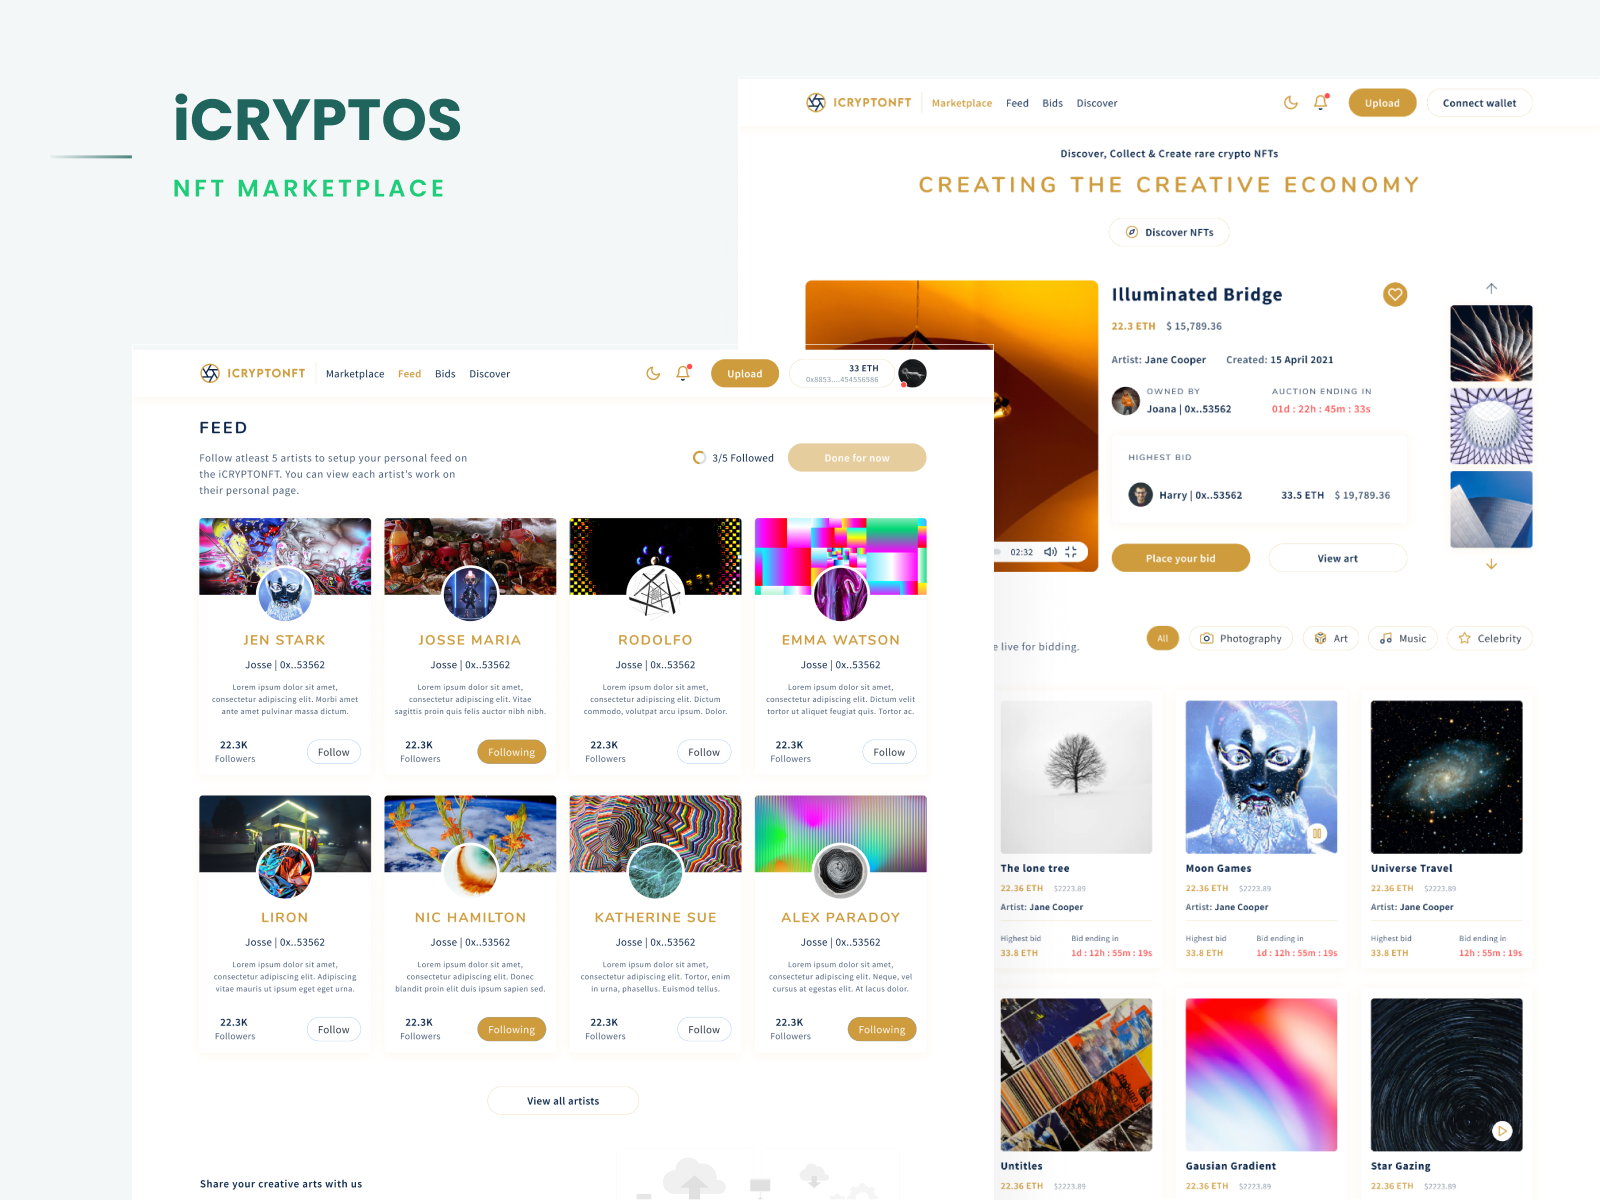 iCRYPTOS
NFT MARKETPLACE
ICRYPTONFT
Marketplace
Feed
Bids
Discover
Upload
Connect wallet
Discover, Collect & Create rare crypto NFTs
CREATING THE CREATIVE ECONOMY
Discover NFTs
Illuminated Bridge
22.3 ETH $ 15,789.36
Artist: Jane Cooper Created: 15 April 2021
OWNED BY
Joana | 0x..53562
AUCTION ENDING IN
01d : 22h : 45m : 33s
HIGHEST BID
Harry | 0x..53562 33.5 ETH $ 19,789.36
02:32
Place your bid
View art
e live for bidding.
All
Photography
Art
Music
Celebrity
The lone tree
22.36 ETH $2223.89
Artist: Jane Cooper
Highest bid Bid ending in
33.8 ETH 1d : 12h : 55m : 19s
Moon Games
22.36 ETH $2223.89
Artist: Jane Cooper
Highest bid Bid ending in
33.8 ETH 1d : 12h : 55m : 19s
Universe Travel
22.36 ETH $2223.89
Artist: Jane Cooper
Highest bid Bid ending in
33.8 ETH 12h : 55m : 19s
Untitles
22.36 ETH $2223.89
Gausian Gradient
22.36 ETH $2223.89
Star Gazing
22.36 ETH $2223.89
ICRYPTONFT
Marketplace
Feed
Bids
Discover
Upload
33 ETH
0x8853....454556586
FEED
Follow atleast 5 artists to setup your personal feed on
the iCRYPTONFT. You can view each artist's work on
their personal page.
3/5 Followed
Done for now
JEN STARK
Josse | 0x..53562
Lorem ipsum dolor sit amet,
consectetur adipiscing elit. Morbi amet
ante amet pulvinar massa dictum.
22.3K
Followers
Follow
JOSSE MARIA
Josse | 0x..53562
Lorem ipsum dolor sit amet,
consectetur adipiscing elit. Vitae
sagittis proin quis felis auctor nibh nibh.
22.3K
Followers
Following
RODOLFO
Josse | 0x..53562
Lorem ipsum dolor sit amet,
consectetur adipiscing elit. Dictum
commodo, volutpat arcu ipsum. Dolor.
22.3K
Followers
Follow
EMMA WATSON
Josse | 0x..53562
Lorem ipsum dolor sit amet,
consectetur adipiscing elit. Dictum velit
tortor ut aliquet feugiat quis. Tortor ac.
22.3K
Followers
Follow
LIRON
Josse | 0x..53562
Lorem ipsum dolor sit amet,
consectetur adipiscing elit. Adipiscing
vitae mauris ut ipsum eget eget urna.
22.3K
Followers
Follow
NIC HAMILTON
Josse | 0x..53562
Lorem ipsum dolor sit amet,
consectetur adipiscing elit. Donec
blandit proin elit duis ipsum sapien sed.
22.3K
Followers
Following
KATHERINE SUE
Josse | 0x..53562
Lorem ipsum dolor sit amet,
consectetur adipiscing elit. Tortor, enim
in urna, phasellus. Euismod tellus.
22.3K
Followers
Follow
ALEX PARADOY
Josse | 0x..53562
Lorem ipsum dolor sit amet,
consectetur adipiscing elit. Neque, vel
cursus at egestas elit. At lacus dolor.
22.3K
Followers
Following
View all artists
Share your creative arts with us